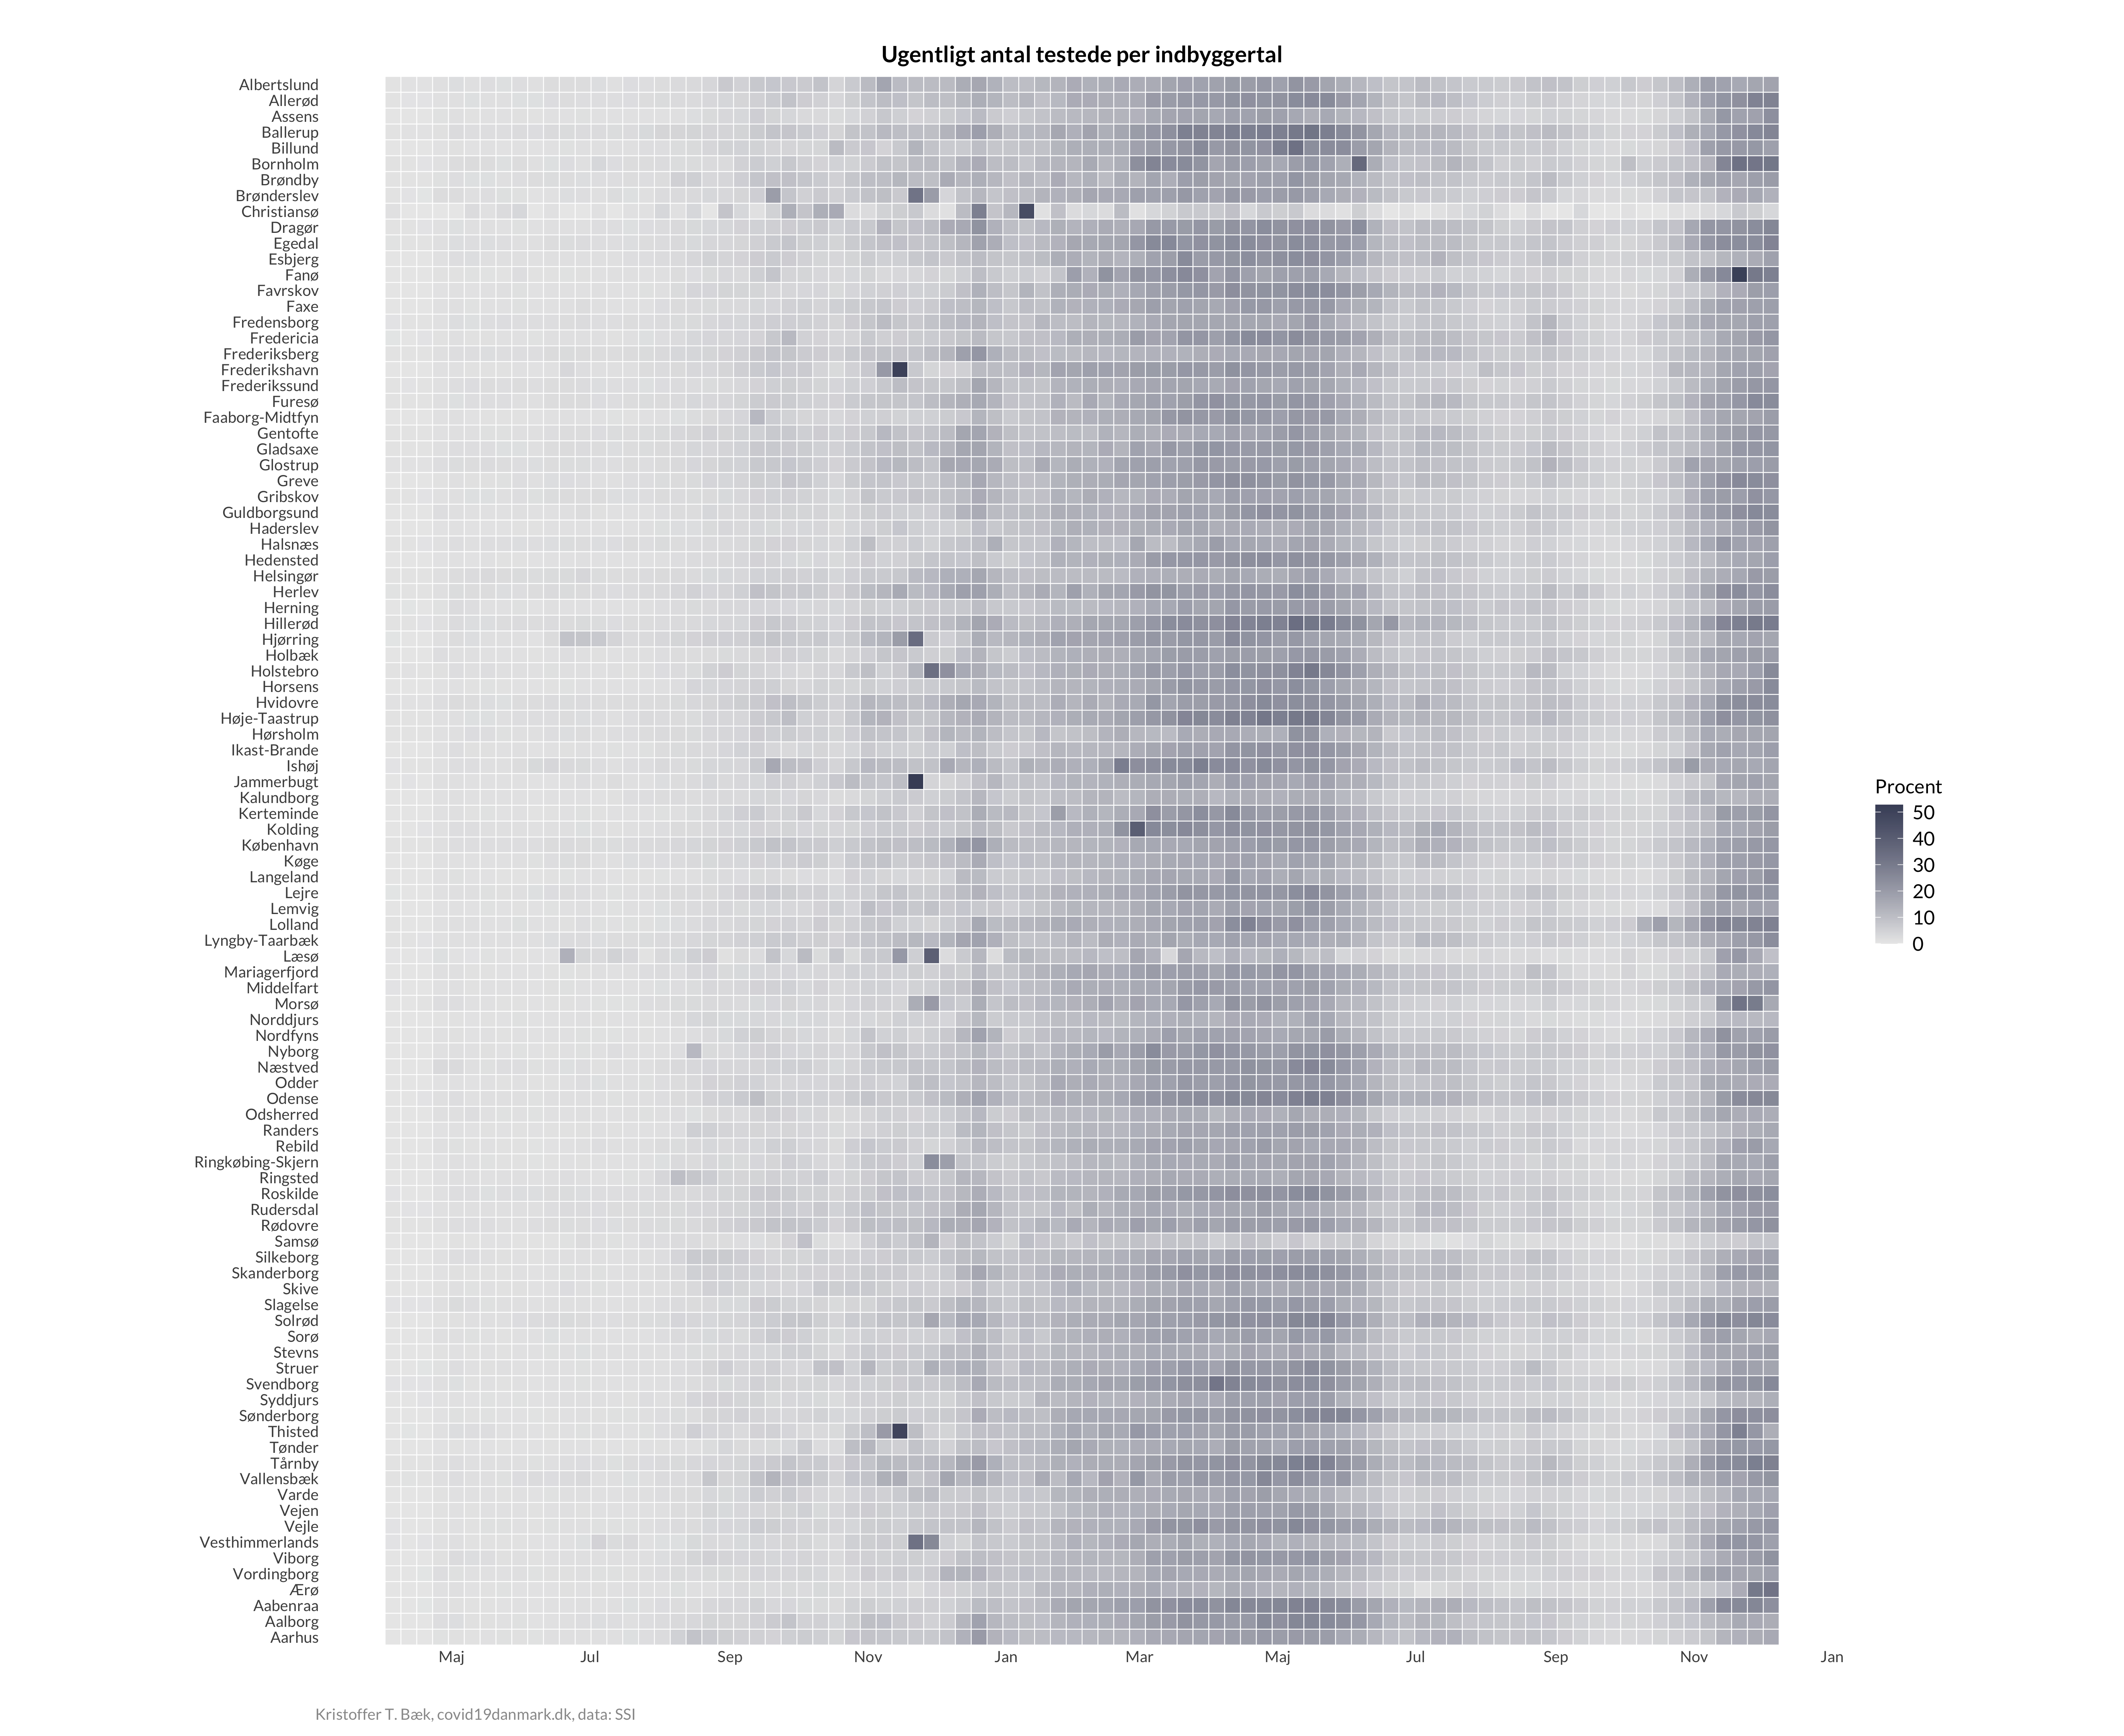 Ugentligt antal testede per indbyggertal
Albertslund
Allerød
Assens
Ballerup
Billund
Bornholm
Brøndby
Brønderslev
Christiansø
Dragør
Egedal
Esbjerg
Fanø
Favrskov
Faxe
Fredensborg
Fredericia
Frederiksberg
Frederikshavn
Frederikssund
Furesø
Faaborg-Midtfyn
Gentofte
Gladsaxe
Glostrup
Greve
Gribskov
Guldborgsund
Haderslev
Halsnæs
Hedensted
Helsingør
Herlev
Herning
Hillerød
Hjørring
Holbæk
Holstebro
Horsens
Hvidovre
Høje-Taastrup
Hørsholm
Ikast-Brande
Ishøj
Jammerbugt
Kalundborg
Kerteminde
Kolding
København
Køge
Langeland
Lejre
Lemvig
Lolland
Lyngby-Taarbæk
Læsø
Mariagerfjord
Middelfart
Morsø
Norddjurs
Nordfyns
Nyborg
Næstved
Odder
Odense
Odsherred
Randers
Rebild
Ringkøbing-Skjern
Ringsted
Roskilde
Rudersdal
Rødovre
Samsø
Silkeborg
Skanderborg
Skive
Slagelse
Solrød
Sorø
Stevns
Struer
Svendborg
Syddjurs
Sønderborg
Thisted
Tønder
Tårnby
Vallensbæk
Varde
Vejen
Vejle
Vesthimmerlands
Viborg
Vordingborg
Ærø
Aabenraa
Aalborg
Aarhus
Maj Jul Sep Nov Jan Mar Maj Jul Sep Nov Jan
Procent
50
40
30
20
10
0
Kristoffer T. Bæk, covid19danmark.dk, data: SSI